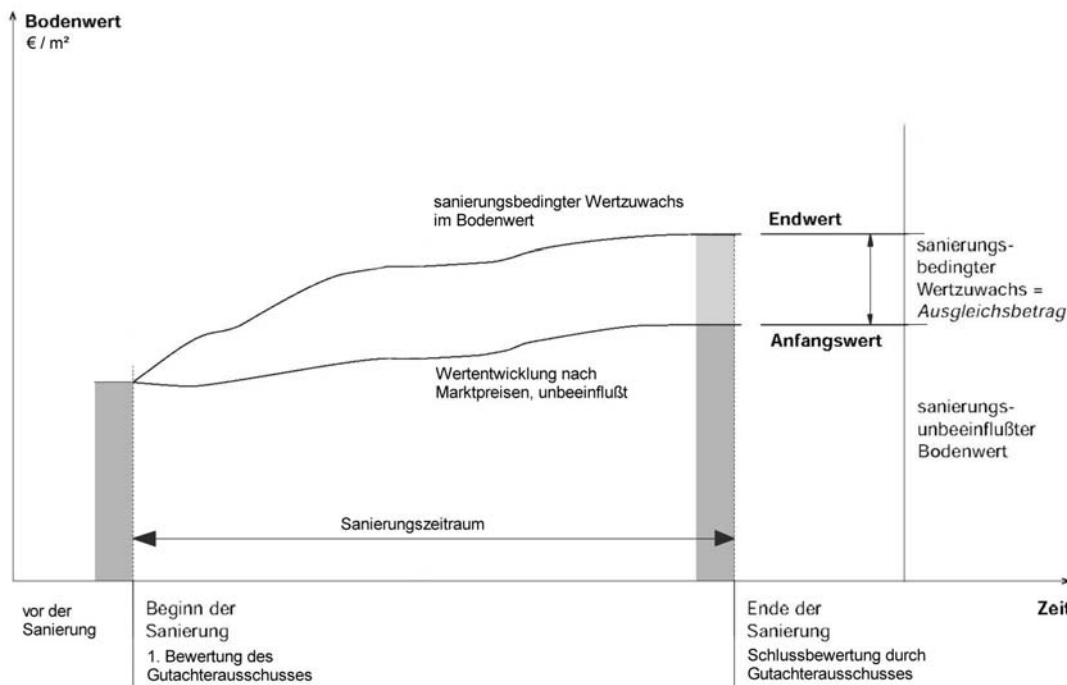 Bodenwert
€ / m²
sanierungsbedingter Wertzuwachs
im Bodenwert
Endwert
sanierungs-
bedingter
Wertzuwachs =
Ausgleichsbetrag
Anfangswert
Wertentwicklung nach
Marktpreisen, unbeeinflußt
sanierungs-
unbeeinflußter
Bodenwert
Sanierungszeitraum
vor der
Sanierung
Beginn der
Sanierung
1. Bewertung des
Gutachterausschusses
Ende der
Sanierung
Schlussbewertung durch
Gutachterausschusses
Zeit